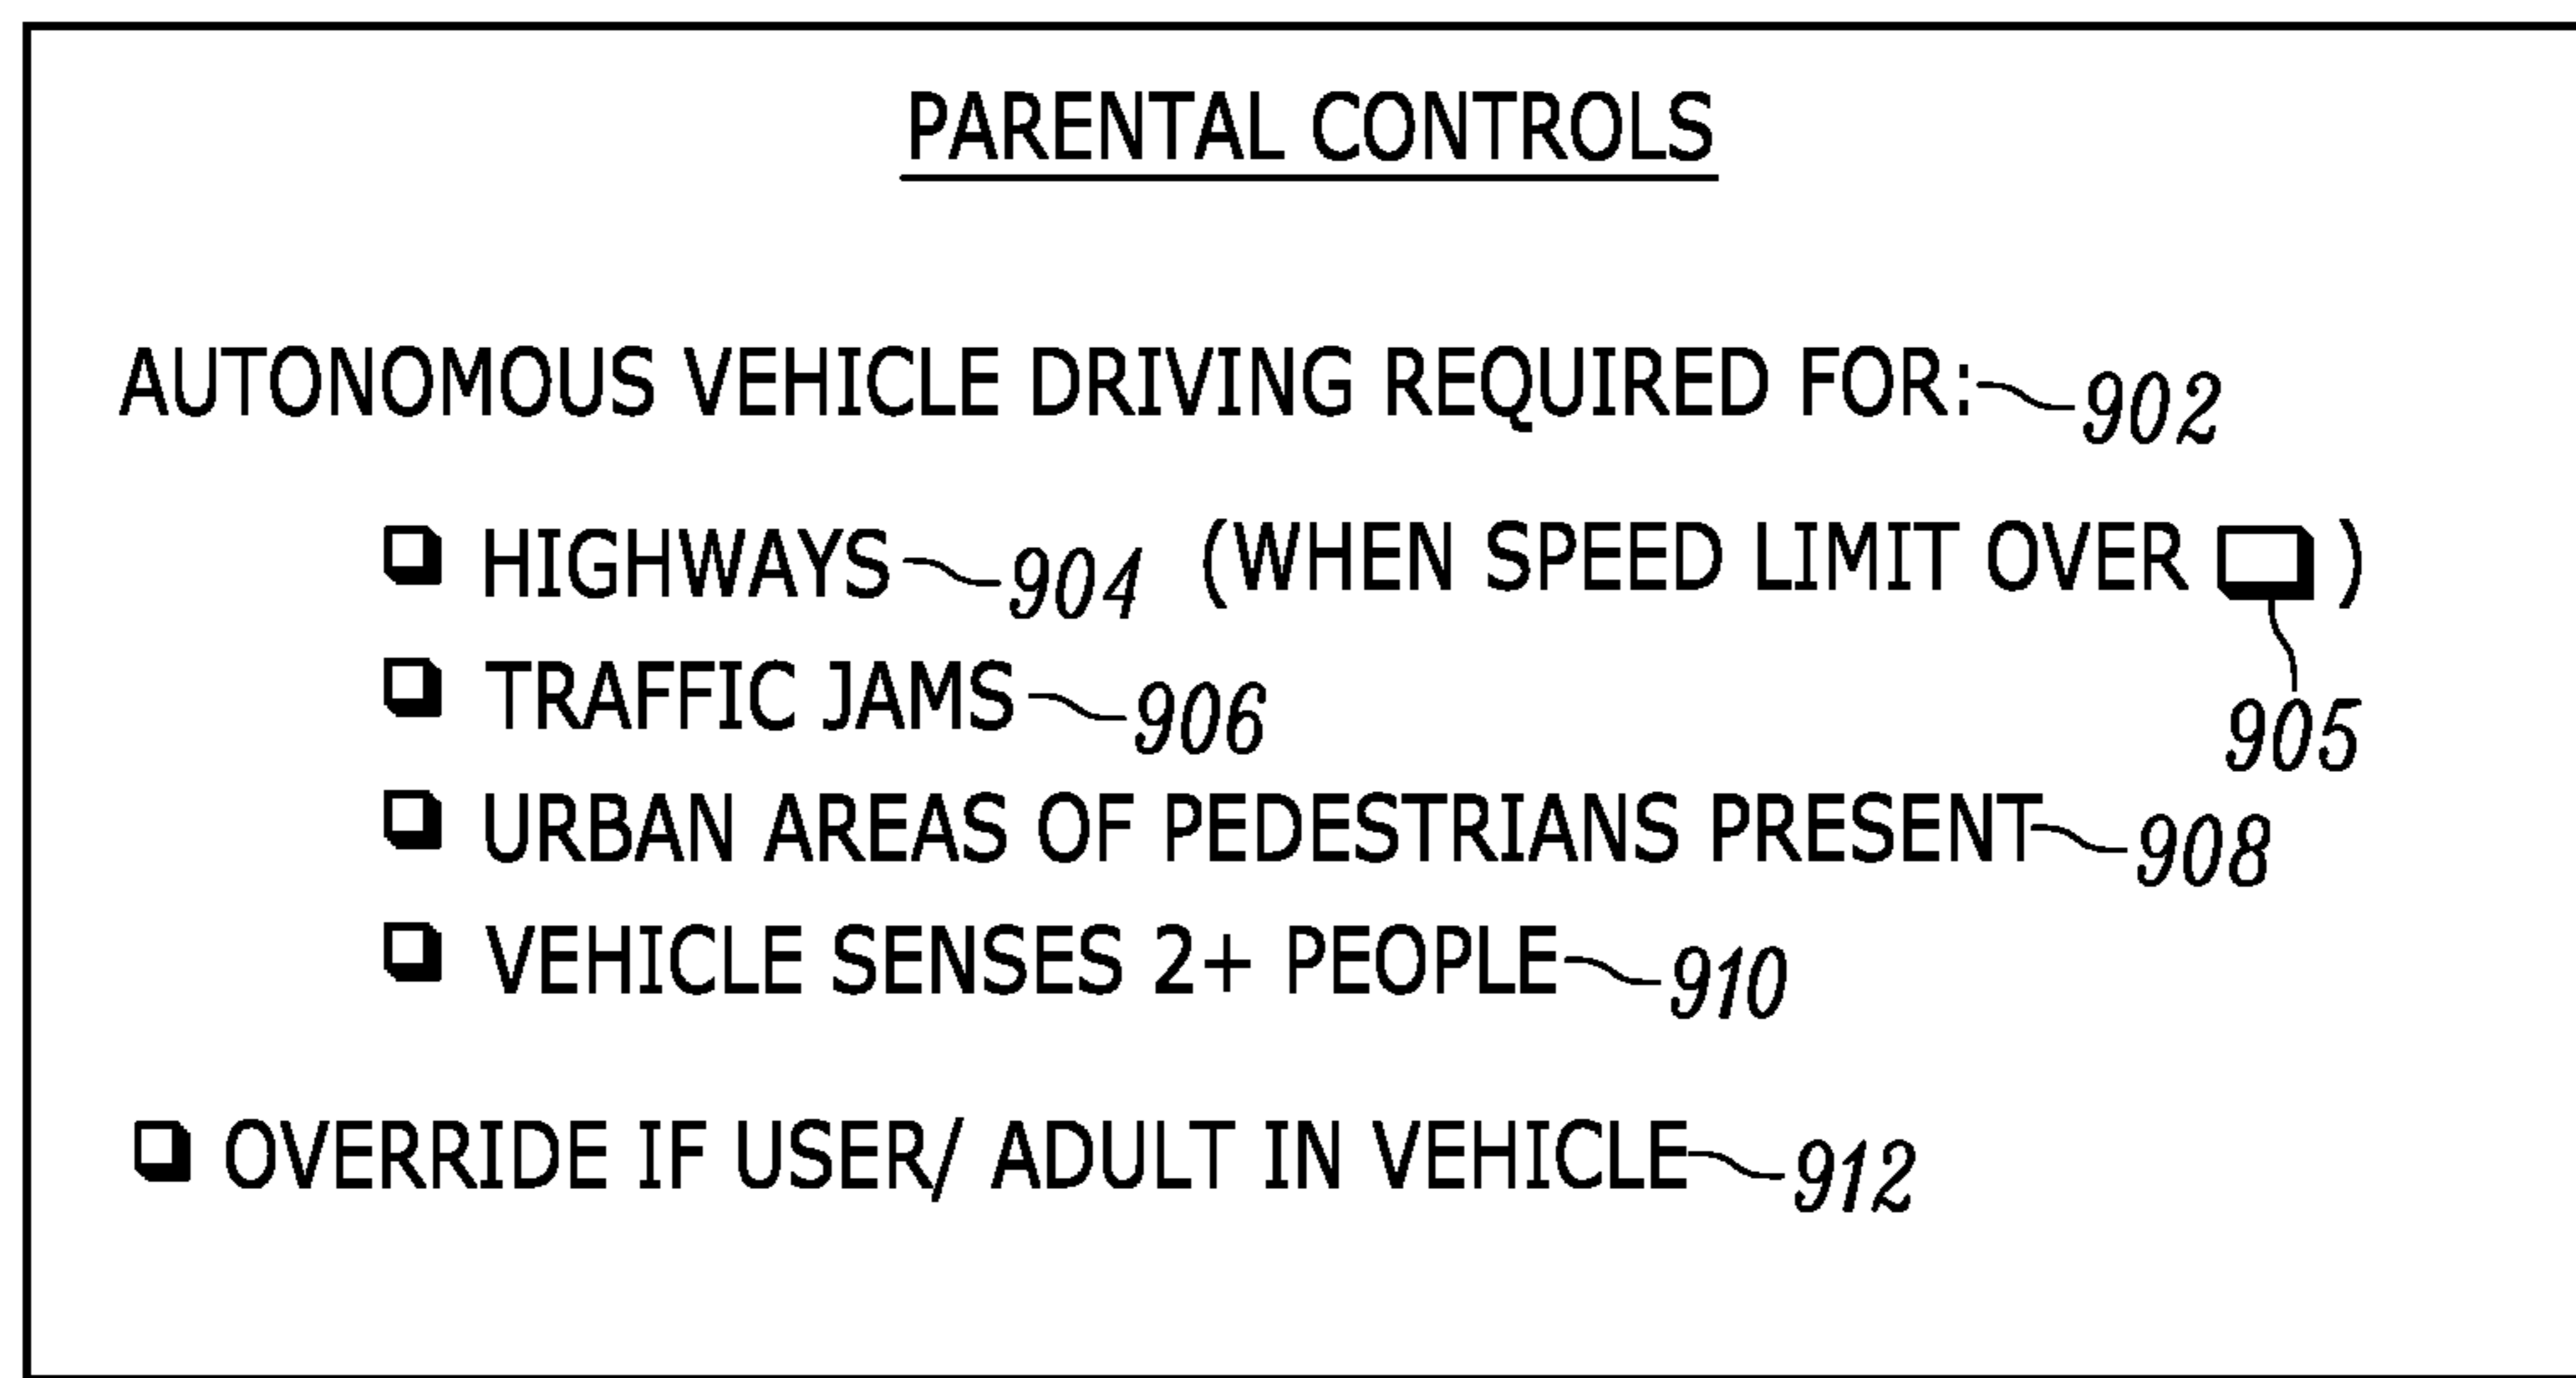 PARENTAL CONTROLS
AUTONOMOUS VEHICLE DRIVING REQUIRED FOR: 902
HIGHWAYS 904 (WHEN SPEED LIMIT OVER )
TRAFFIC JAMS 906
905
URBAN AREAS OF PEDESTRIANS PRESENT 908
VEHICLE SENSES 2+ PEOPLE 910
OVERRIDE IF USER/ ADULT IN VEHICLE 912